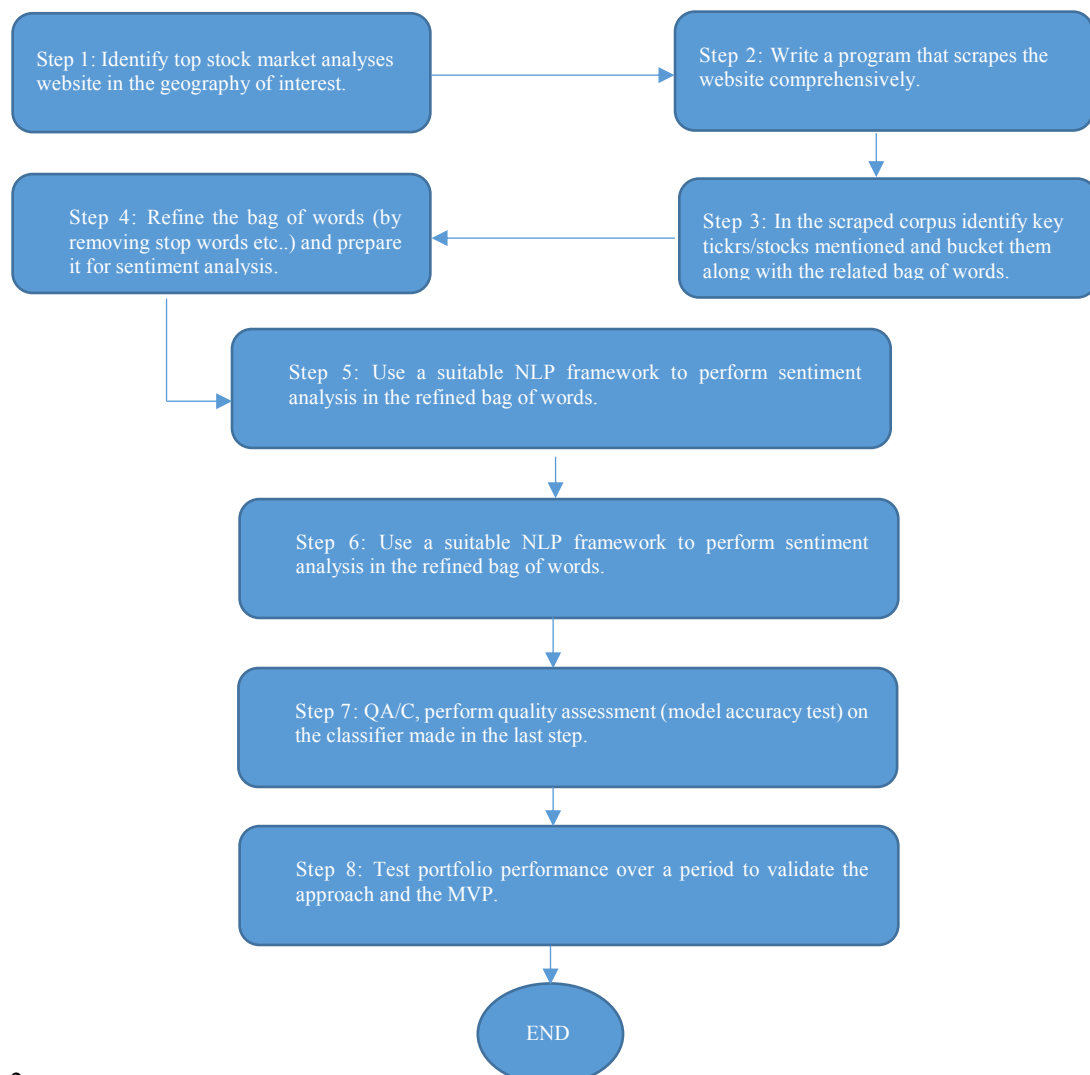 Step 1: Identify top stock market analyses
website in the geography of interest.
Step 2: Write a program that scrapes the
website comprehensively.
Step 3: In the scraped corpus identify key
tickrs/stocks mentioned and bucket them
along with the related bag of words.
Step 4: Refine the bag of words (by
removing stop words etc..) and prepare
it for sentiment analysis.
Step 5: Use a suitable NLP framework to perform sentiment
analysis in the refined bag of words.
Step 6: Use a suitable NLP framework to perform sentiment
analysis in the refined bag of words.
Step 7: QA/C, perform quality assessment (model accuracy test) on
the classifier made in the last step.
Step 8: Test portfolio performance over a period to validate the
approach and the MVP.
END